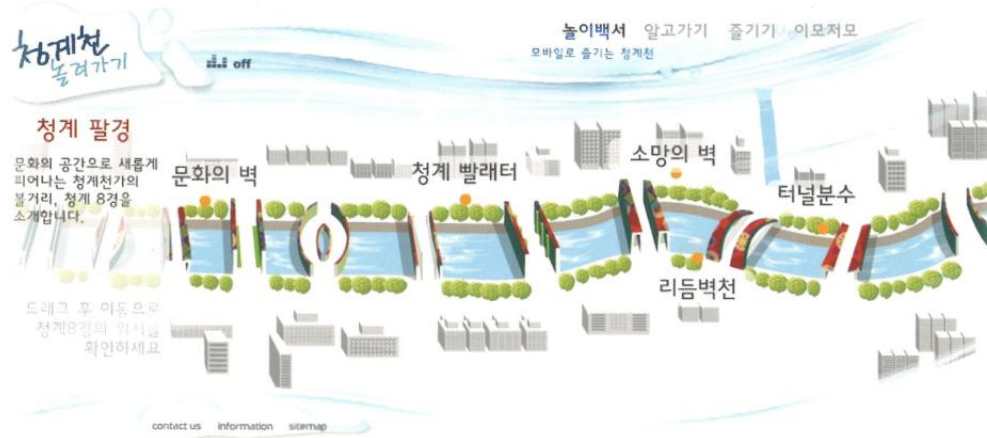 청계천
놀러가기
off
놀이백서 알고가기 즐기기 이모저모
모바일로 즐기는 청계천
청계 팔경
문화의 공간으로 새롭게
피어나는 청계천가의
볼거리, 청계 8경을
소개합니다.
문화의 벽
청계 빨래터
소망의 벽
터널분수
리듬벽천
드래그 후 이동으로
청계8경의 위치를
확인하세요
contact us information sitemap